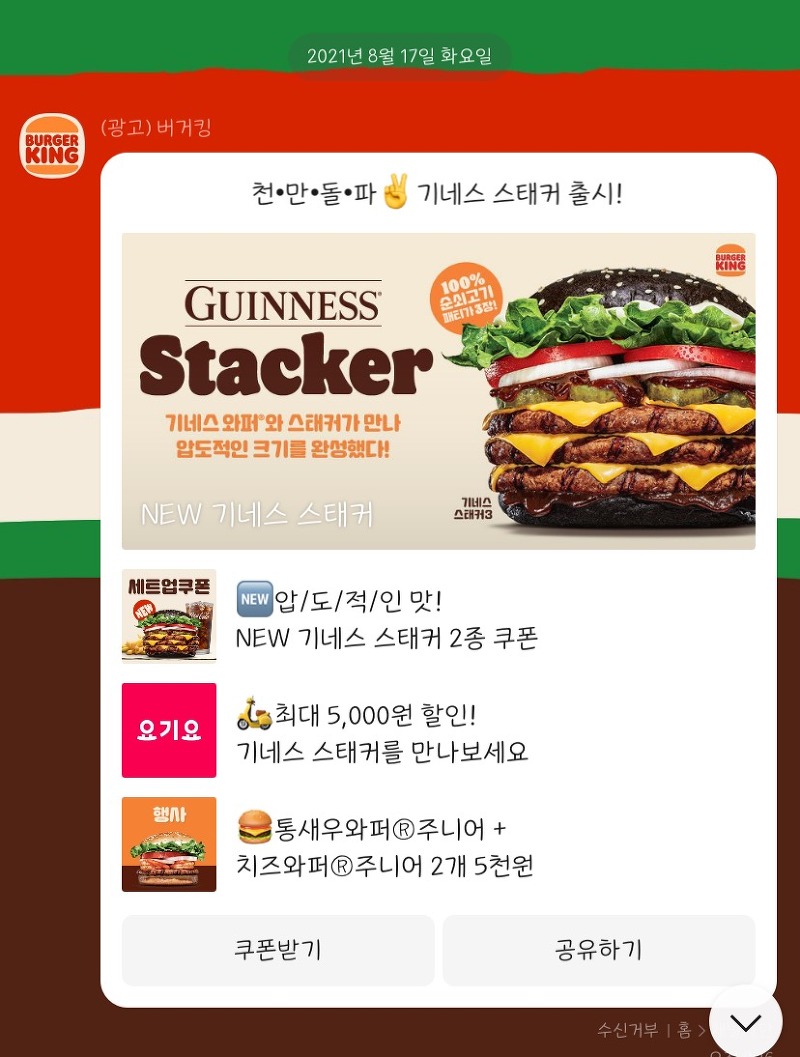 2021년 8월 17일 화요일
BURGER
KING
(광고) 버거킹
천•만•돌•파✌️기네스 스태커 출시!
BURGER
KING
GUINNESS®
Stacker
100%
순쇠고기
패티가 3장!
기네스 와퍼®와 스태커가 만나
압도적인 크기를 완성했다!
NEW 기네스 스태커
기네스
스태커3
세트업쿠폰
NEW
🆕압/도/적/인 맛!
NEW 기네스 스태커 2종 쿠폰
요기요
🛵최대 5,000원 할인!
기네스 스태커를 만나보세요
행사
🍔통새우와퍼Ⓡ주니어 +
치즈와퍼Ⓡ주니어 2개 5천원
쿠폰받기
공유하기
수신거부 | 홈 >